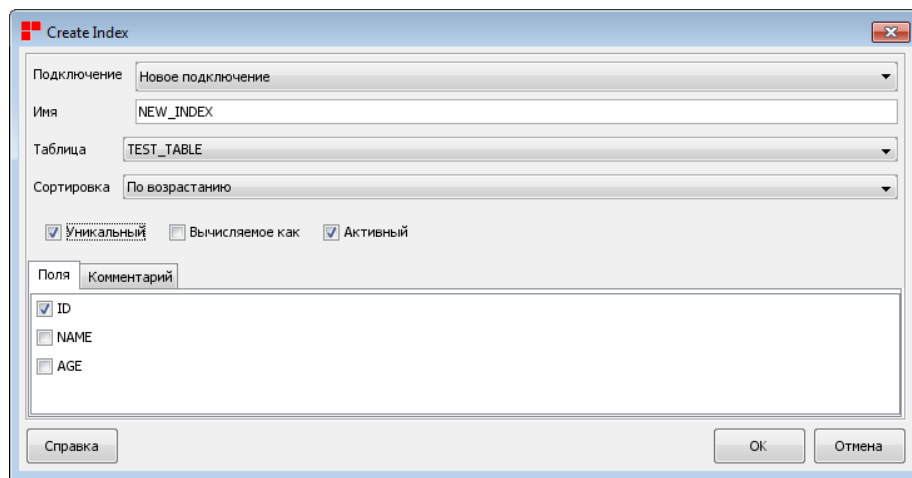 Create Index
Подключение Новое подключение
Имя NEW_INDEX
Таблица TEST_TABLE
Сортировка По возрастанию
Уникальный Вычисляемое как Активный
Поля Комментарий
ID
NAME
AGE
Справка OK Отмена